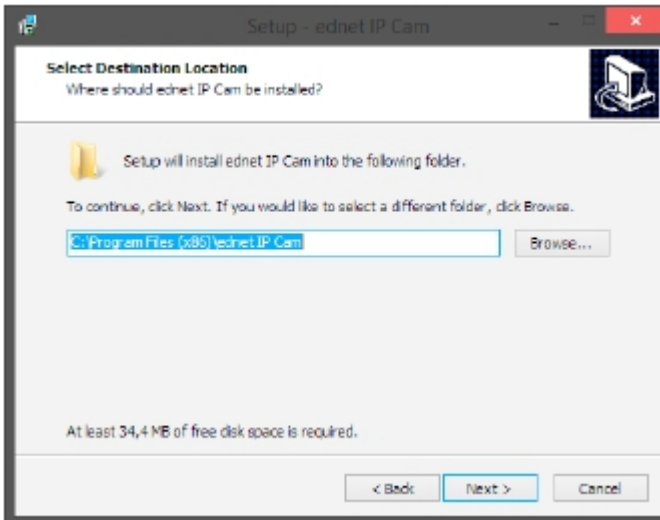 Setup - ednet IP Cam
Select Destination Location
Where should ednet IP Cam be installed?
Setup will install ednet IP Cam into the following folder.
To continue, click Next. If you would like to select a different folder, click Browse.
C:\Program Files (x86)\ednet IP Cam
Browse...
At least 34,4 MB of free disk space is required.
< Back
Next >
Cancel